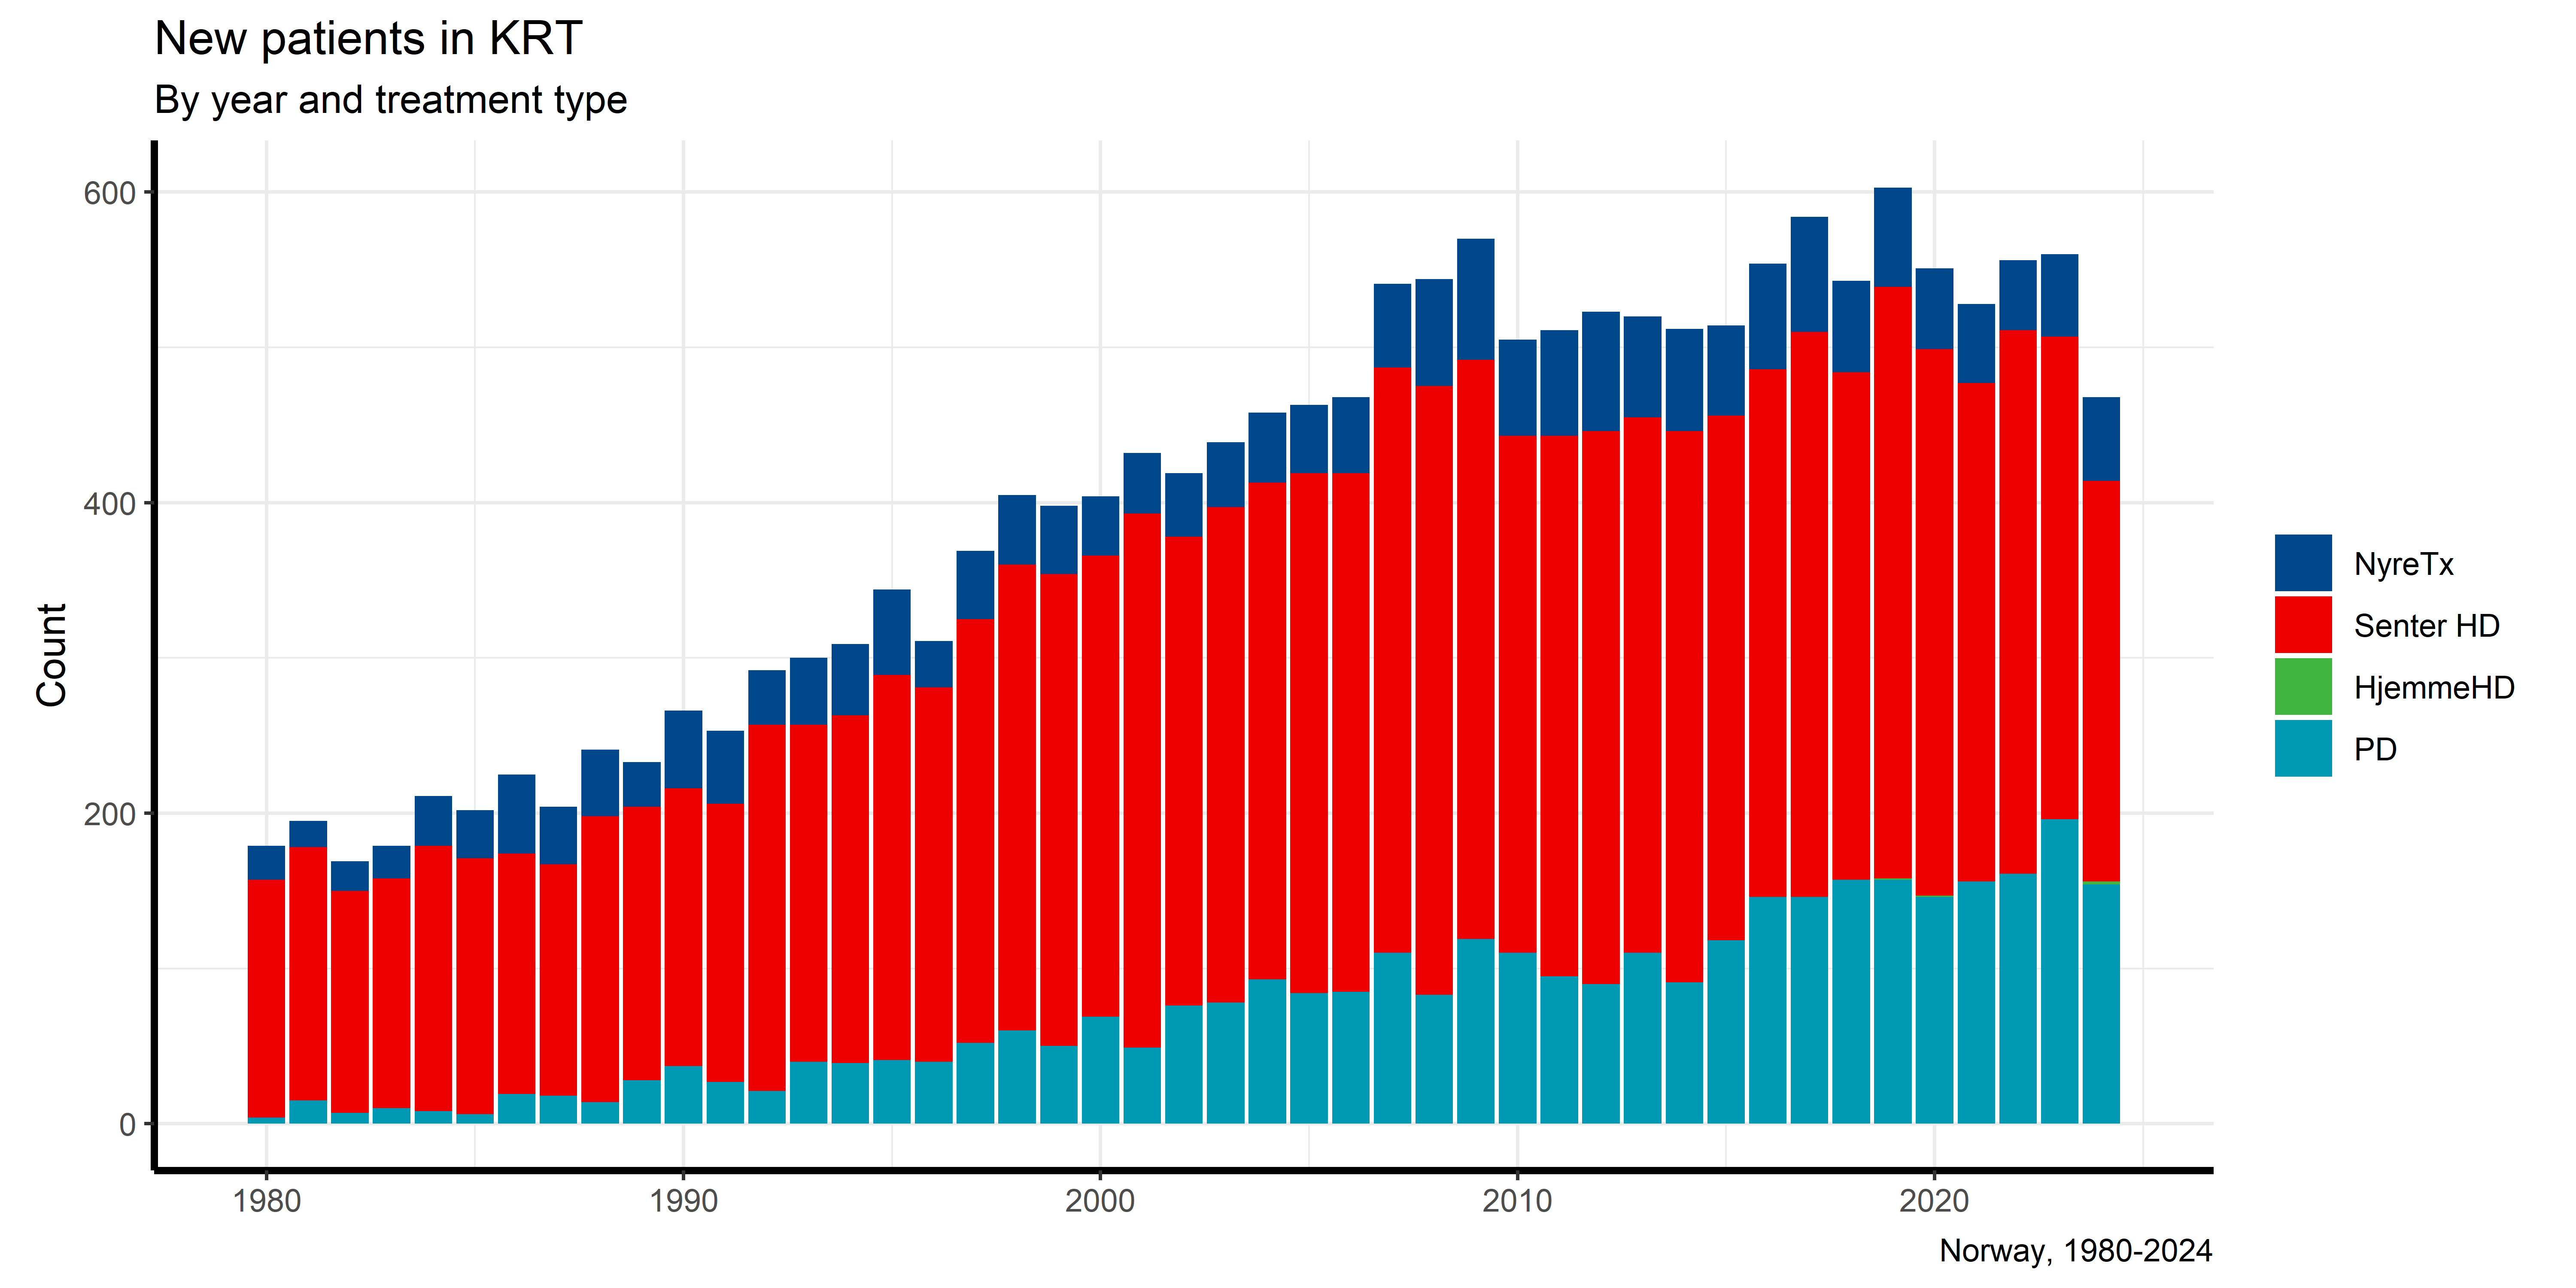 New patients in KRT
By year and treatment type
600
400
200
0
Count
1980 1990 2000 2010 2020
NyreTx
Senter HD
HjemmeHD
PD
Norway, 1980-2024